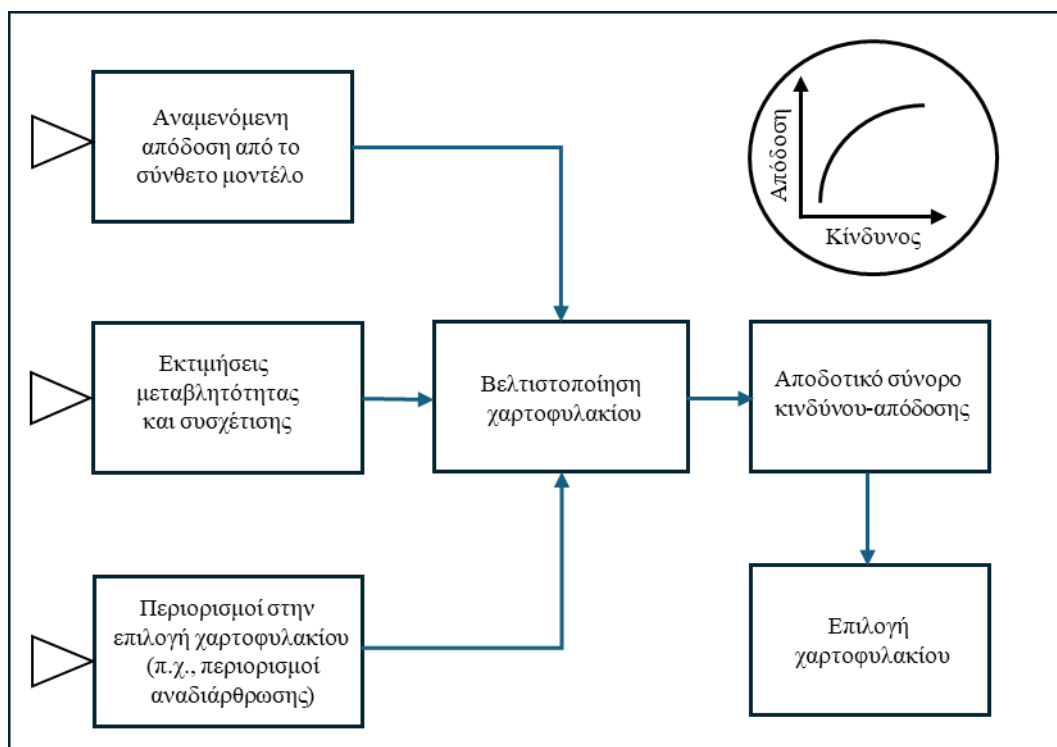 Αναμενόμενη
απόδοση από το
σύνθετο μοντέλο
Απόδοση
Κίνδυνος
Εκτιμήσεις
μεταβλητότητας
και συσχέτισης
Βελτιστοποίηση
χαρτοφυλακίου
Αποδοτικό σύνορο
κινδύνου-απόδοσης
Περιορισμοί στην
επιλογή χαρτοφυλακίου
(π.χ., περιορισμοί
αναδιάρθρωσης)
Επιλογή
χαρτοφυλακίου